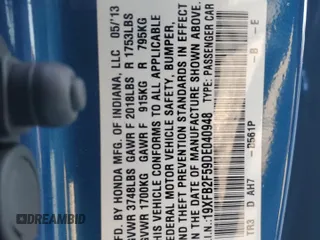 MFD. BY HONDA MFG. OF INDIANA, LLC 05/13
GVWR 3748LBS GAWR F 2018LBS R 1753LBS
GVWR 1700KG GAWR F 915KG R 795KG
THIS VEHICLE CONFORMS TO ALL APPLICABLE
FEDERAL MOTOR VEHICLE SAFETY, BUMPER,
AND THEFT PREVENTION STANDARDS IN EFFECT
ON THE DATE OF MANUFACTURE SHOWN ABOVE.
V.I.N.: 19XFB2F59DE040948 TYPE: PASSENGER CAR
TR3 D AH7 - B561P - B - E